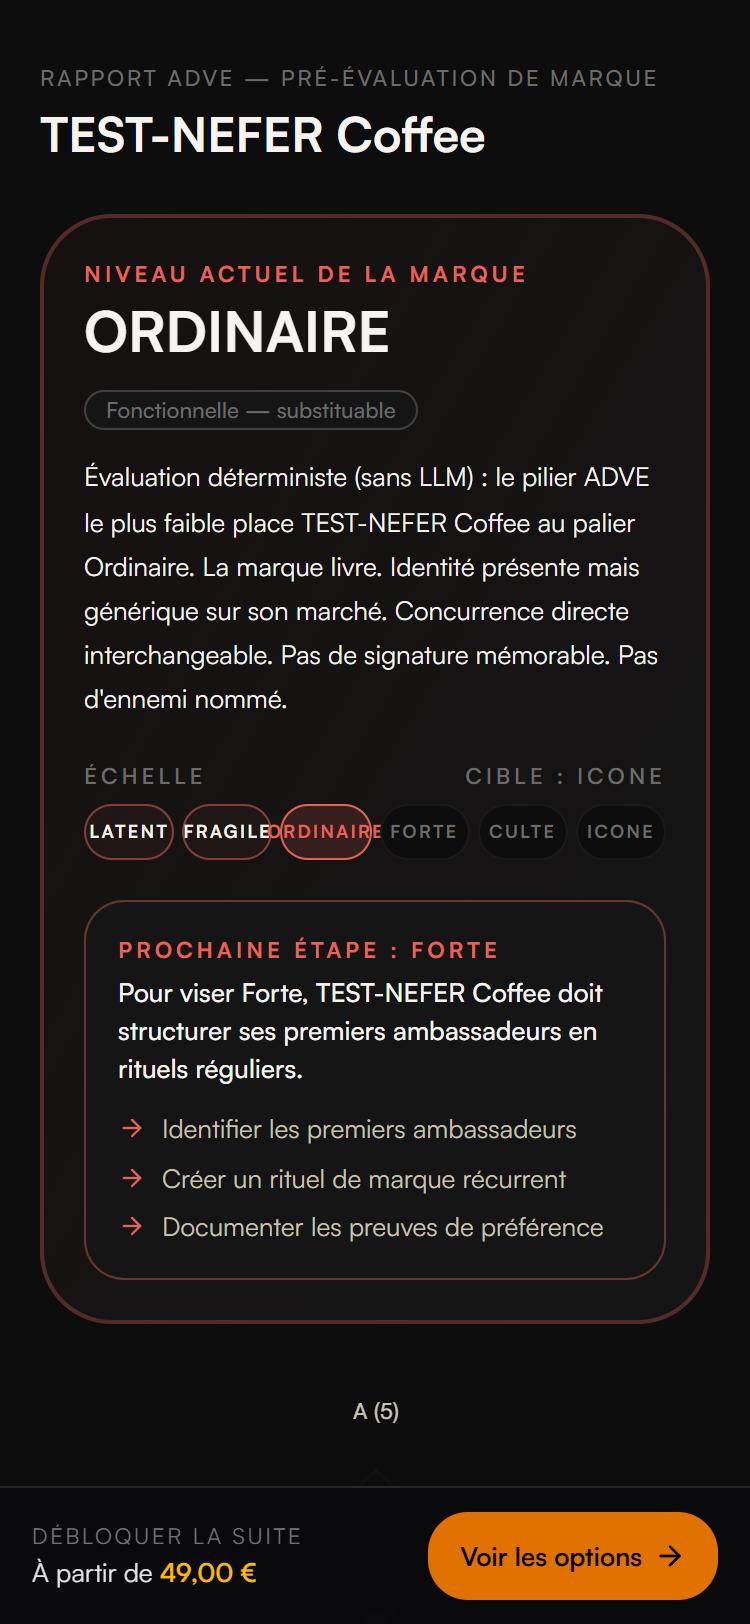 RAPPORT ADVE — PRÉ-ÉVALUATION DE MARQUE
TEST-NEFER Coffee
NIVEAU ACTUEL DE LA MARQUE
ORDINAIRE
Fonctionnelle — substituable
Évaluation déterministe (sans LLM) : le pilier ADVE
le plus faible place TEST-NEFER Coffee au palier
Ordinaire. La marque livre. Identité présente mais
générique sur son marché. Concurrence directe
interchangeable. Pas de signature mémorable. Pas
d'ennemi nommé.
ÉCHELLE CIBLE : ICONE
LATENT FRAGILE ORDINAIRE FORTE CULTE ICONE
PROCHAINE ÉTAPE : FORTE
Pour viser Forte, TEST-NEFER Coffee doit
structurer ses premiers ambassadeurs en
rituels réguliers.
→ Identifier les premiers ambassadeurs
→ Créer un rituel de marque récurrent
→ Documenter les preuves de préférence
A (5)
DÉBLOQUER LA SUITE
À partir de 49,00 €
Voir les options →